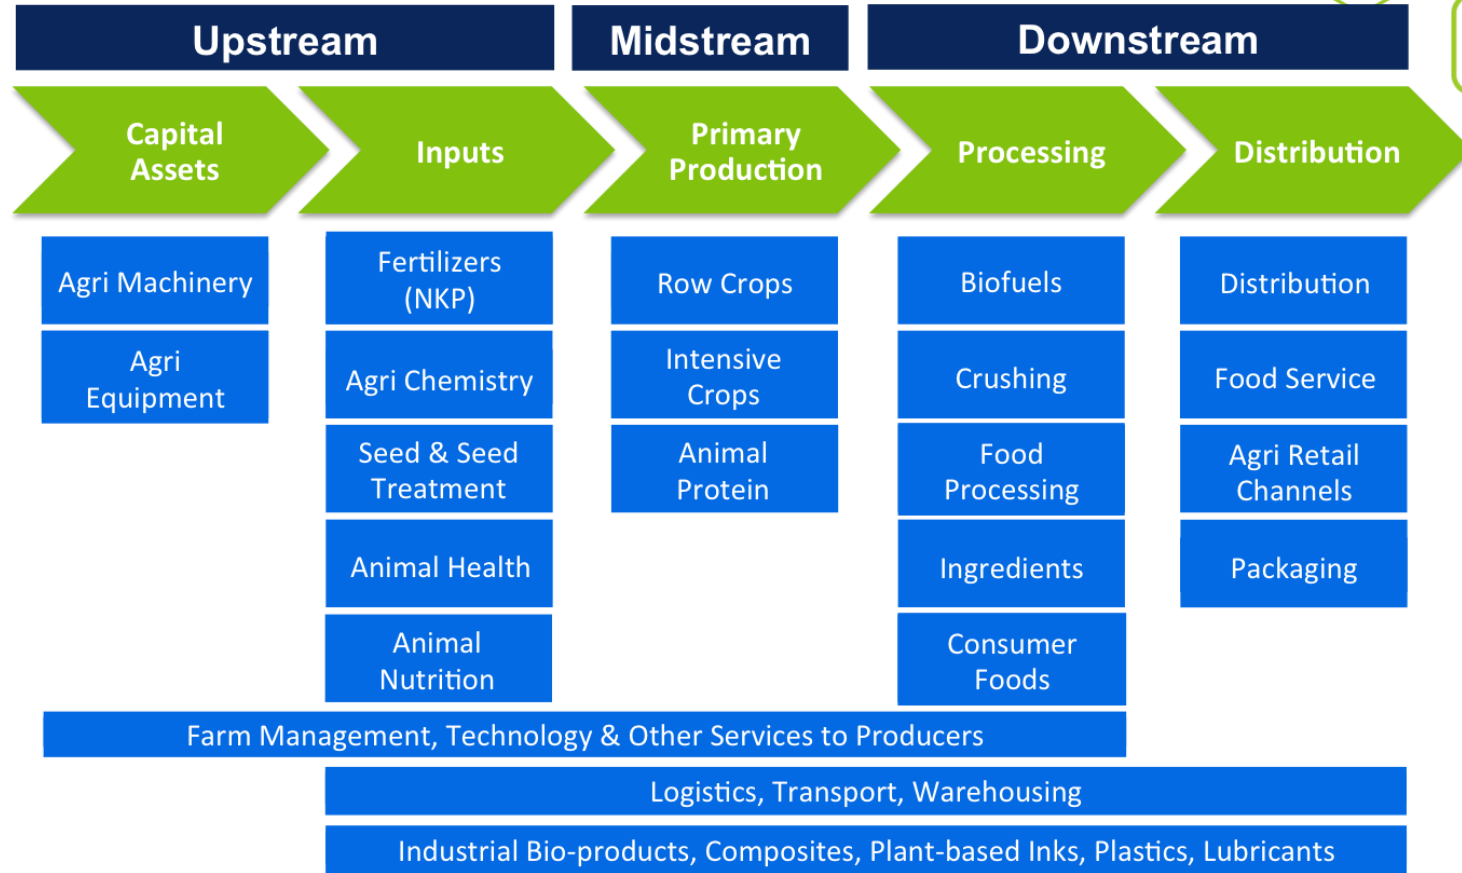 Upstream
Midstream
Downstream
Capital
Assets
Inputs
Primary
Production
Processing
Distribution
Agri Machinery
Agri
Equipment
Fertilizers
(NKP)
Agri Chemistry
Seed & Seed
Treatment
Animal Health
Animal
Nutrition
Row Crops
Intensive
Crops
Animal
Protein
Biofuels
Crushing
Food
Processing
Ingredients
Consumer
Foods
Distribution
Food Service
Agri Retail
Channels
Packaging
Farm Management, Technology & Other Services to Producers
Logistics, Transport, Warehousing
Industrial Bio-products, Composites, Plant-based Inks, Plastics, Lubricants